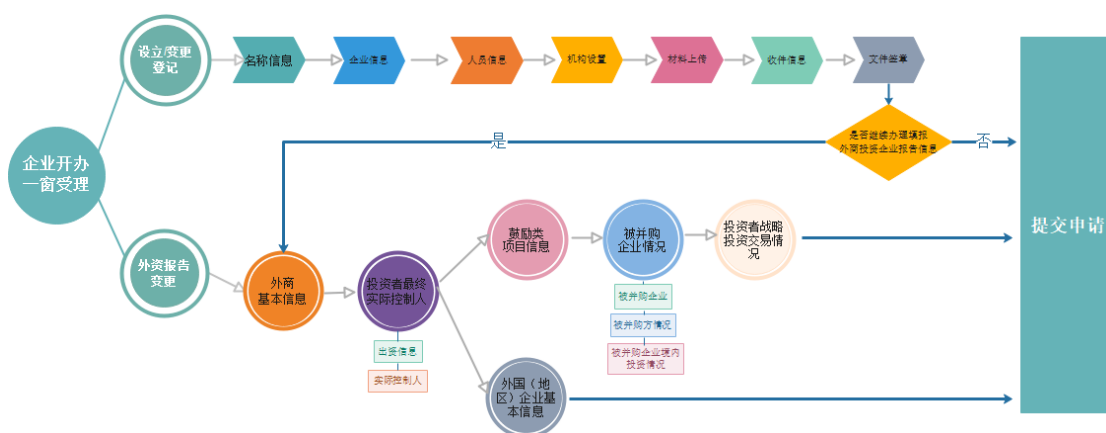 设立/变更
登记
名称信息
企业信息
人员信息
机构设置
材料上传
收件信息
文件签章
是
是否继续办理填报
外商投资企业报告信息
否
企业开办
一窗受理
提交申请
外资报告
变更
外商
基本信息
投资者最终
实际控制人
出资信息
实际控制人
鼓励类
项目信息
被并购
企业情况
被并购企业
被并购方情况
被并购企业境内
投资情况
投资者战略
投资交易情
况
外国（地
区）企业基
本信息